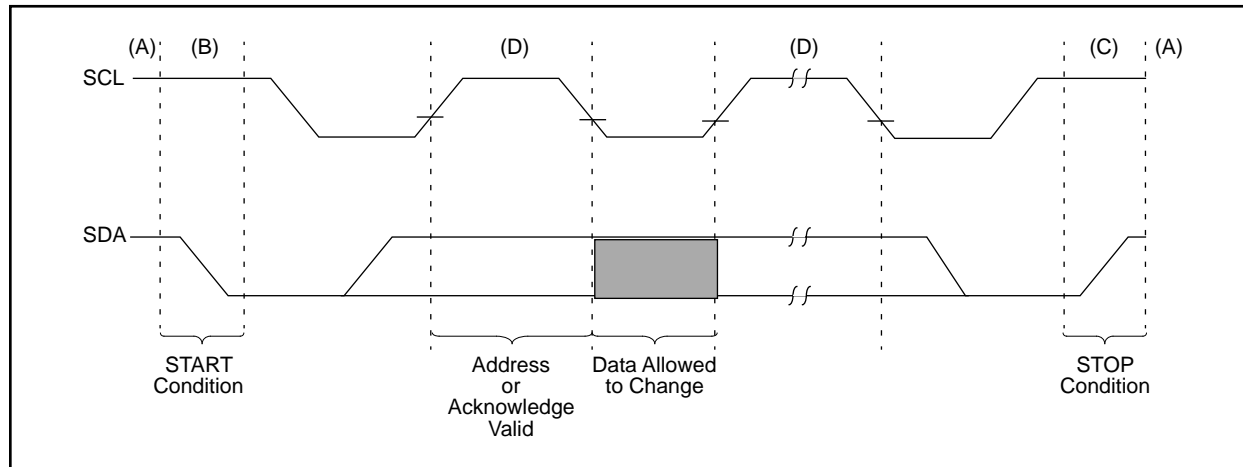 (A) (B) (D) (D) (C) (A)
SCL
SDA
START
Condition
Address
or
Acknowledge
Valid
Data Allowed
to Change
STOP
Condition